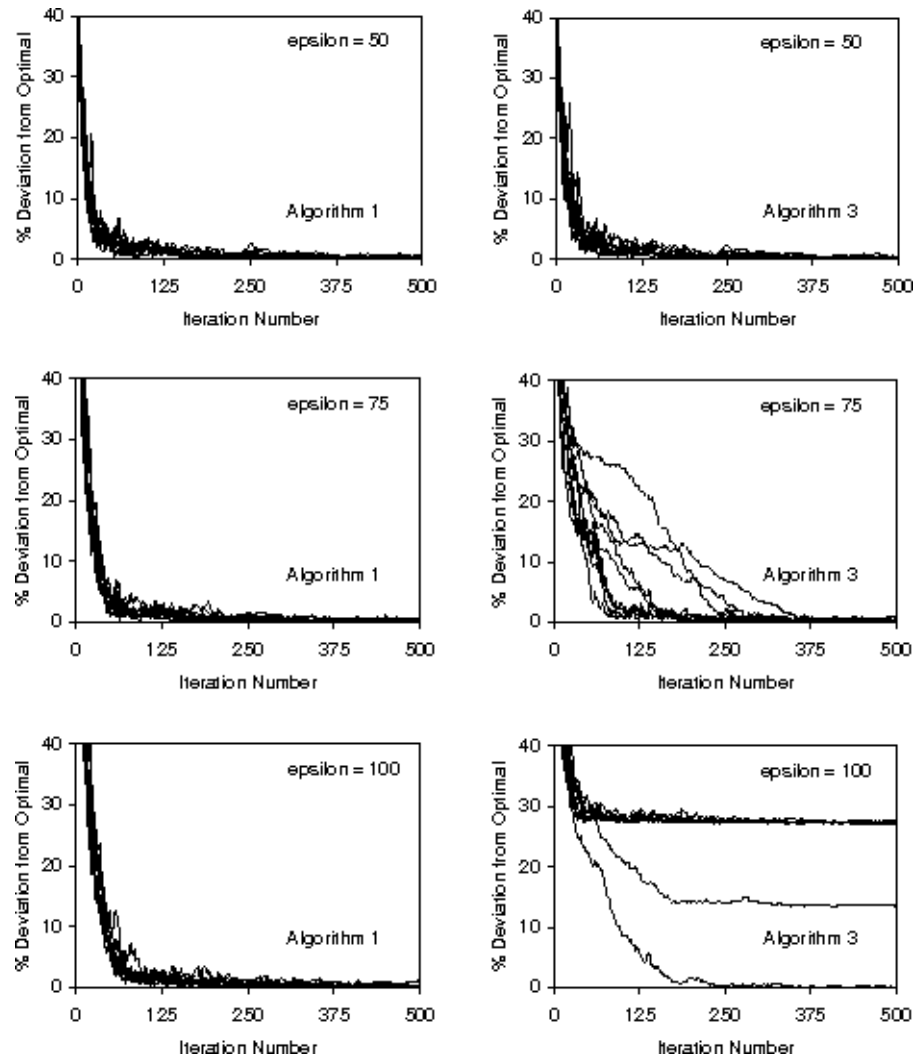 % Deviation from Optimal
40
30
20
10
0
epsilon = 50
Algorithm 1
0 125 250 375 500
Iteration Number
% Deviation from Optimal
40
30
20
10
0
epsilon = 50
Algorithm 3
0 125 250 375 500
Iteration Number
% Deviation from Optimal
40
30
20
10
0
epsilon = 75
Algorithm 1
0 125 250 375 500
Iteration Number
% Deviation from Optimal
40
30
20
10
0
epsilon = 75
Algorithm 3
0 125 250 375 500
Iteration Number
% Deviation from Optimal
40
30
20
10
0
epsilon = 100
Algorithm 1
0 125 250 375 500
Iteration Number
% Deviation from Optimal
40
30
20
10
0
epsilon = 100
Algorithm 3
0 125 250 375 500
Iteration Number